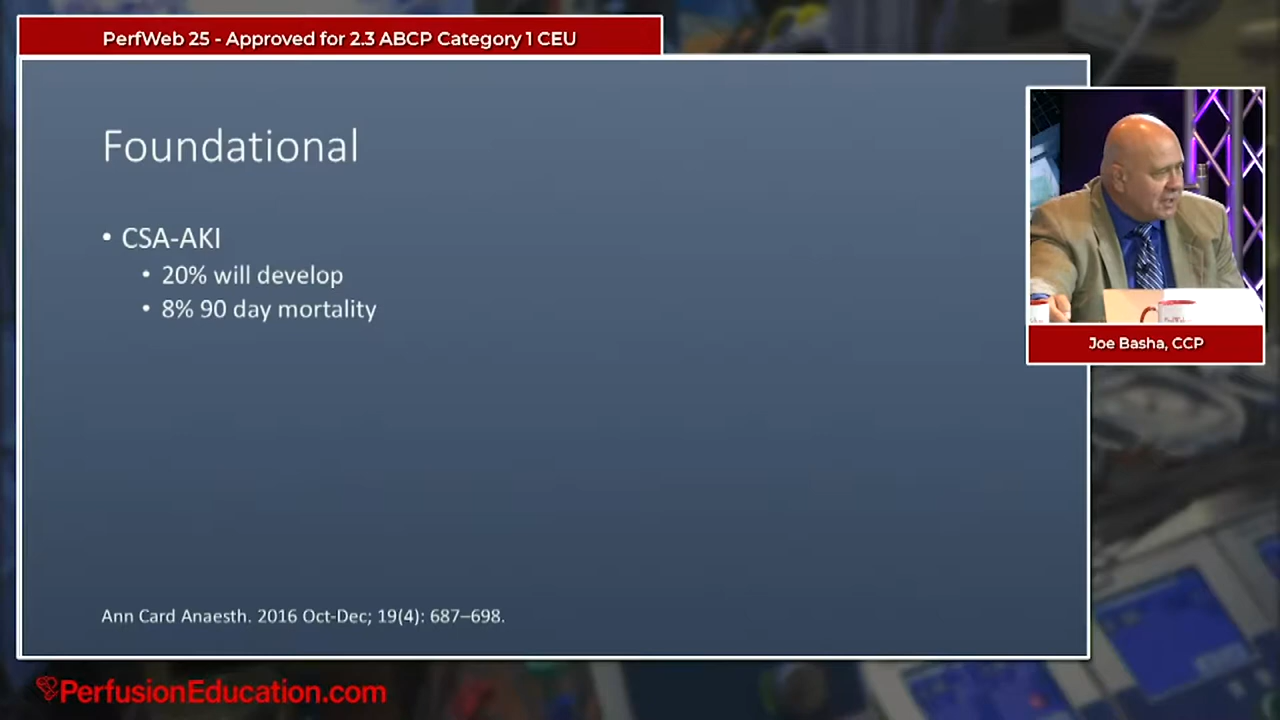 PerfWeb 25 - Approved for 2.3 ABCP Category 1 CEU
Foundational
• CSA-AKI
• 20% will develop
• 8% 90 day mortality
Ann Card Anaesth. 2016 Oct-Dec; 19(4): 687–698.
Joe Basha, CCP
PerfusionEducation.com